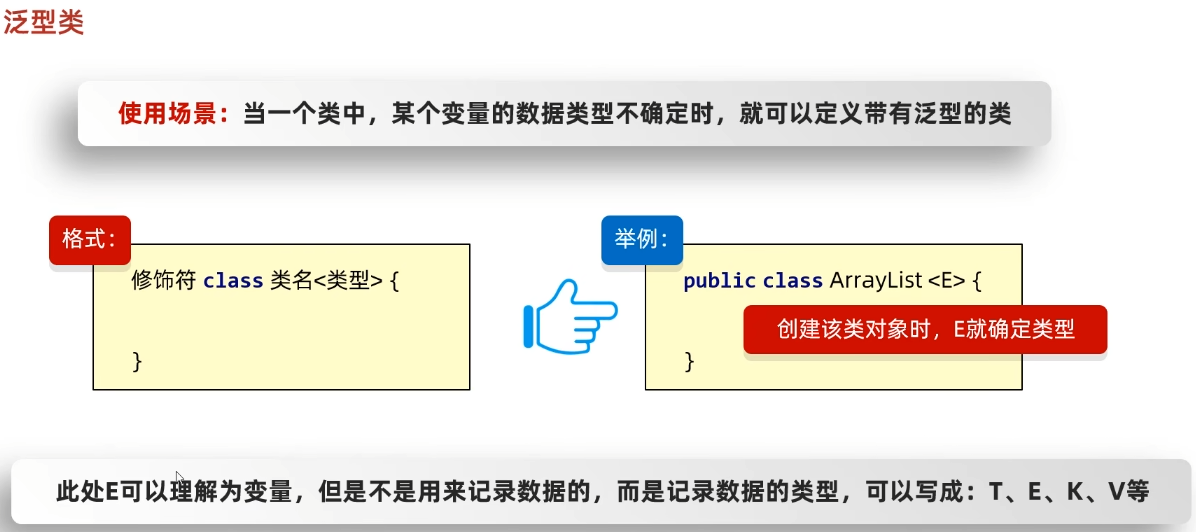 泛型类
使用场景：当一个类中，某个变量的数据类型不确定时，就可以定义带有泛型的类
格式：
修饰符 class 类名<类型> {
}
举例：
public class ArrayList <E> {
创建该类对象时，E就确定类型
}
此处E可以理解为变量，但是不是用来记录数据的，而是记录数据的类型，可以写成：T、E、K、V等